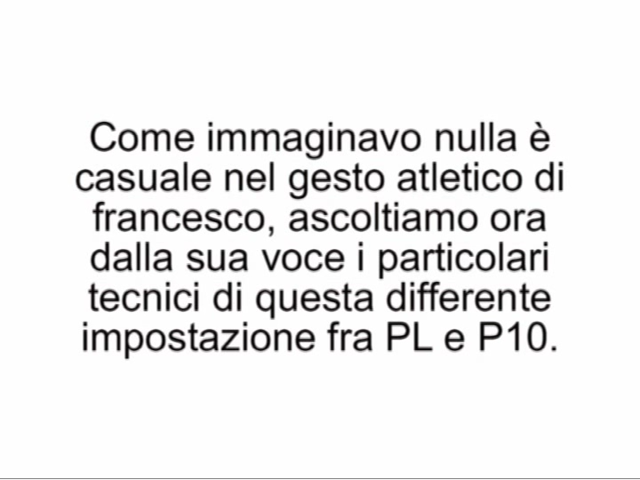 Come immaginavo nulla è
casuale nel gesto atletico di
francesco, ascoltiamo ora
dalla sua voce i particolari
tecnici di questa differente
impostazione fra PL e P10.